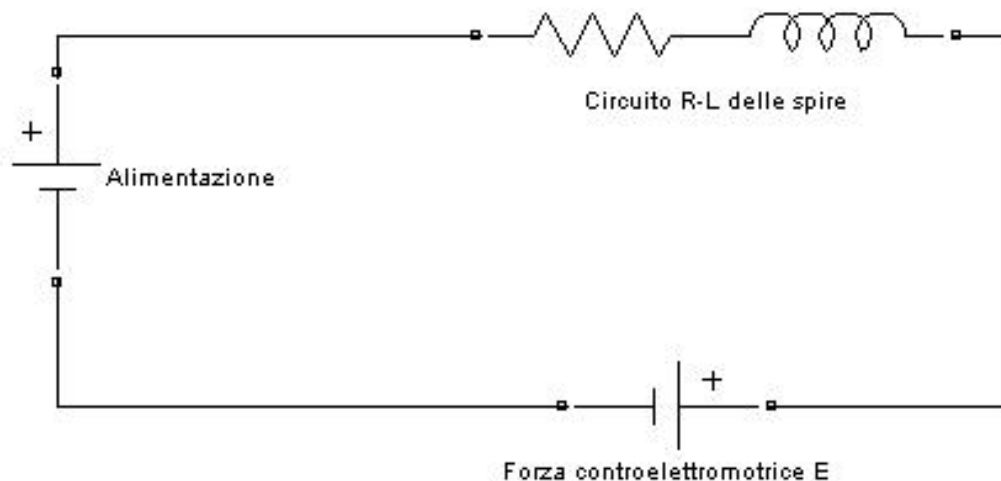 Circuito R-L delle spire
+
Alimentazione
+
Forza controelettromotrice E